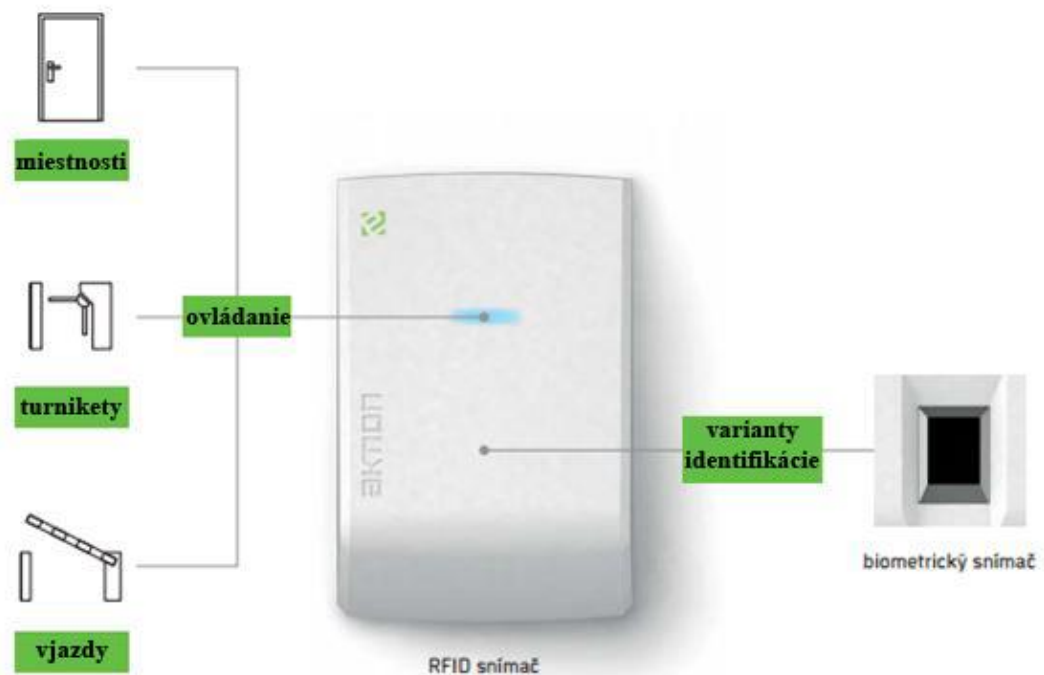 miestnosti
turnikety
ovládanie
vjazdy
aktion
varianty
identifikácie
biometrický snímač
RFID snímač